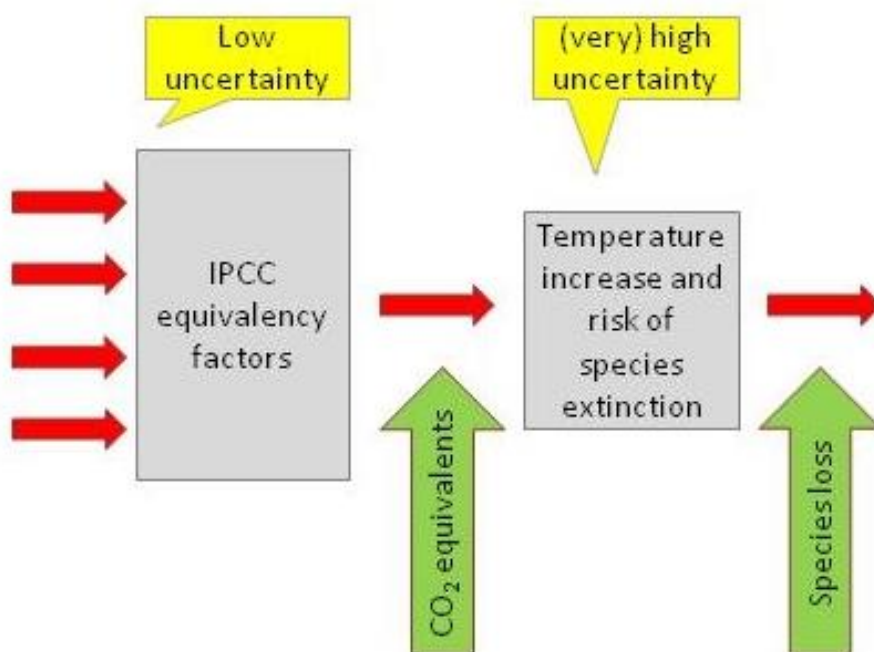 Low
uncertainty
(very) high
uncertainty
IPCC
equivalency
factors
Temperature
increase and
risk of
species
extinction
CO₂ equivalents
Species loss